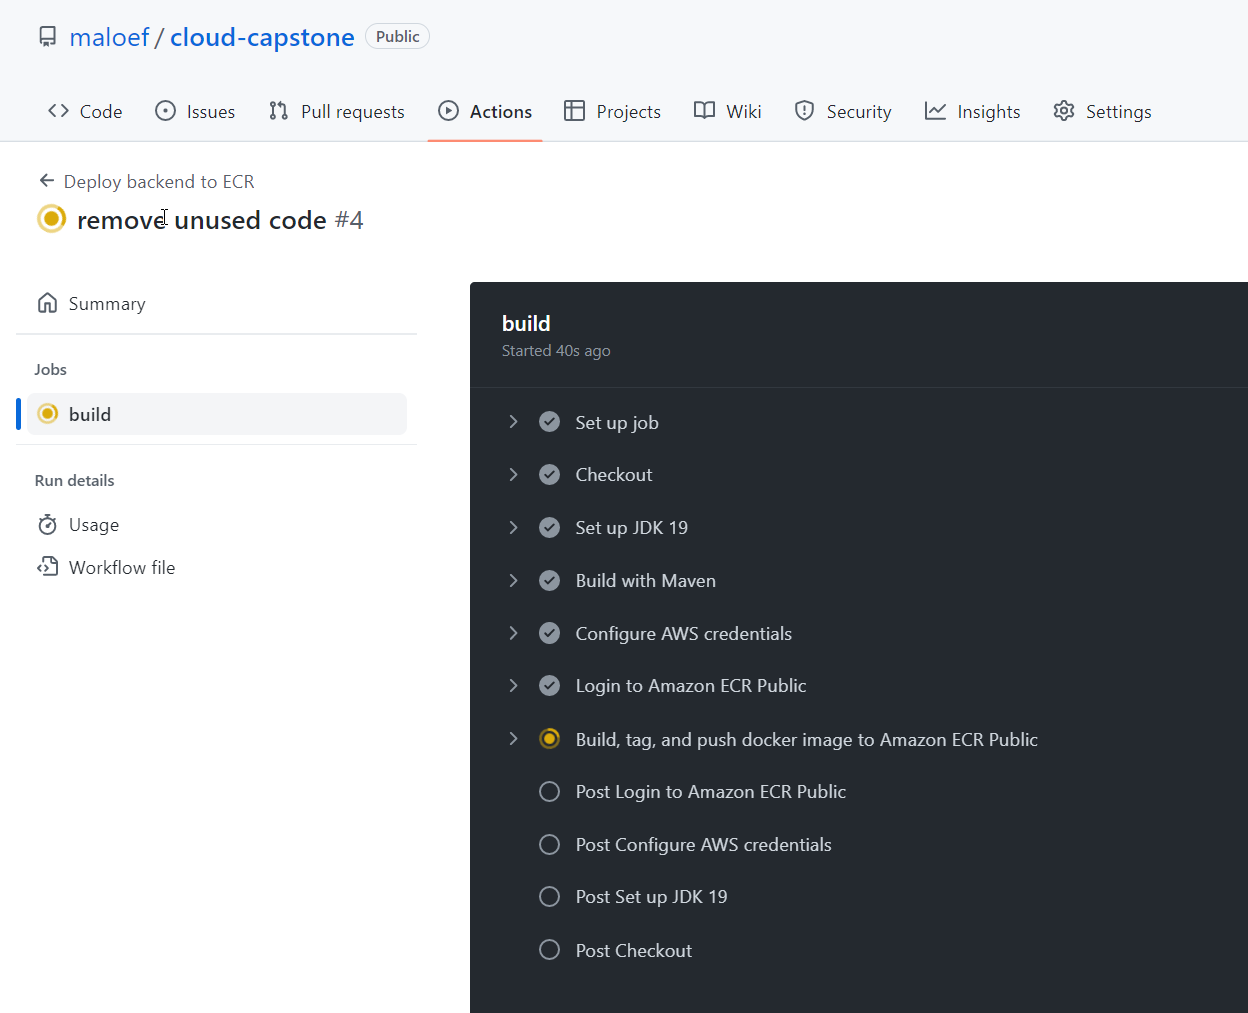 maloef / cloud-capstone Public
Code Issues Pull requests Actions Projects Wiki Security Insights Settings
Deploy backend to ECR
remove unused code #4
Summary
Jobs
build
Run details
Usage
Workflow file
build
Started 40s ago
Set up job
Checkout
Set up JDK 19
Build with Maven
Configure AWS credentials
Login to Amazon ECR Public
Build, tag, and push docker image to Amazon ECR Public
Post Login to Amazon ECR Public
Post Configure AWS credentials
Post Set up JDK 19
Post Checkout